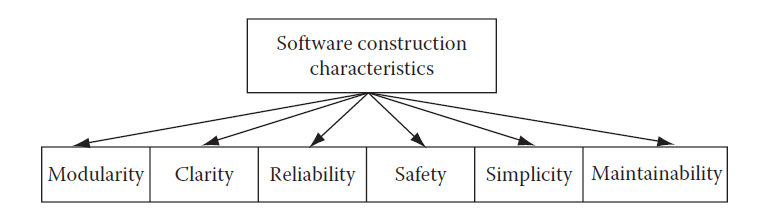 Software construction
characteristics
Modularity
Clarity
Reliability
Safety
Simplicity
Maintainability